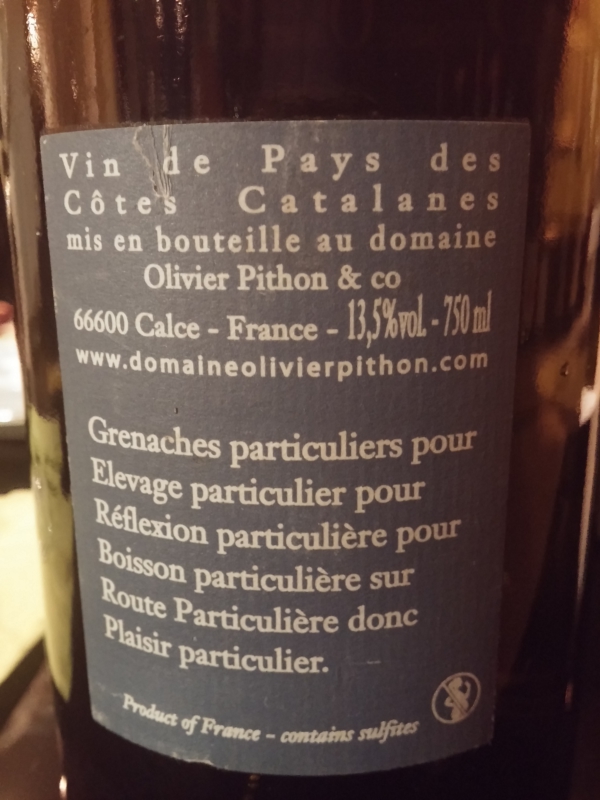 Vin de Pays des
Côtes Catalanes
mis en bouteille au domaine
Olivier Pithon & co
66600 Calce - France - 13,5%vol. - 750 ml
www.domaineolivierpithon.com
Grenaches particuliers pour
Elevage particulier pour
Réflexion particulière pour
Boisson particulière sur
Route Particulière donc
Plaisir particulier.
Product of France - contains sulfites